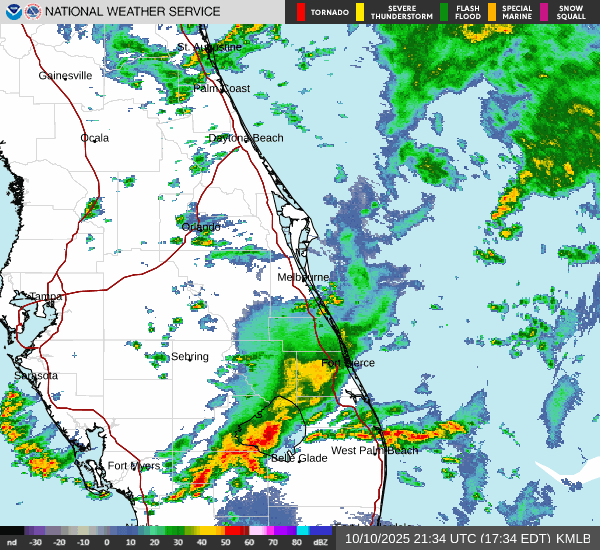 NATIONAL WEATHER SERVICE
TORNADO
SEVERE THUNDERSTORM
FLASH FLOOD
SPECIAL MARINE
SNOW SQUALL
St. Augustine
Gainesville
Palm Coast
Ocala
Daytona Beach
Orlando
Melbourne
Tampa
Sebring
Fort Pierce
Sarasota
West Palm Beach
Belle Glade
Fort Myers
nd -30 -20 -10 0 10 20 30 40 50 60 70 80 dBZ
10/10/2025 21:34 UTC (17:34 EDT) KMLB